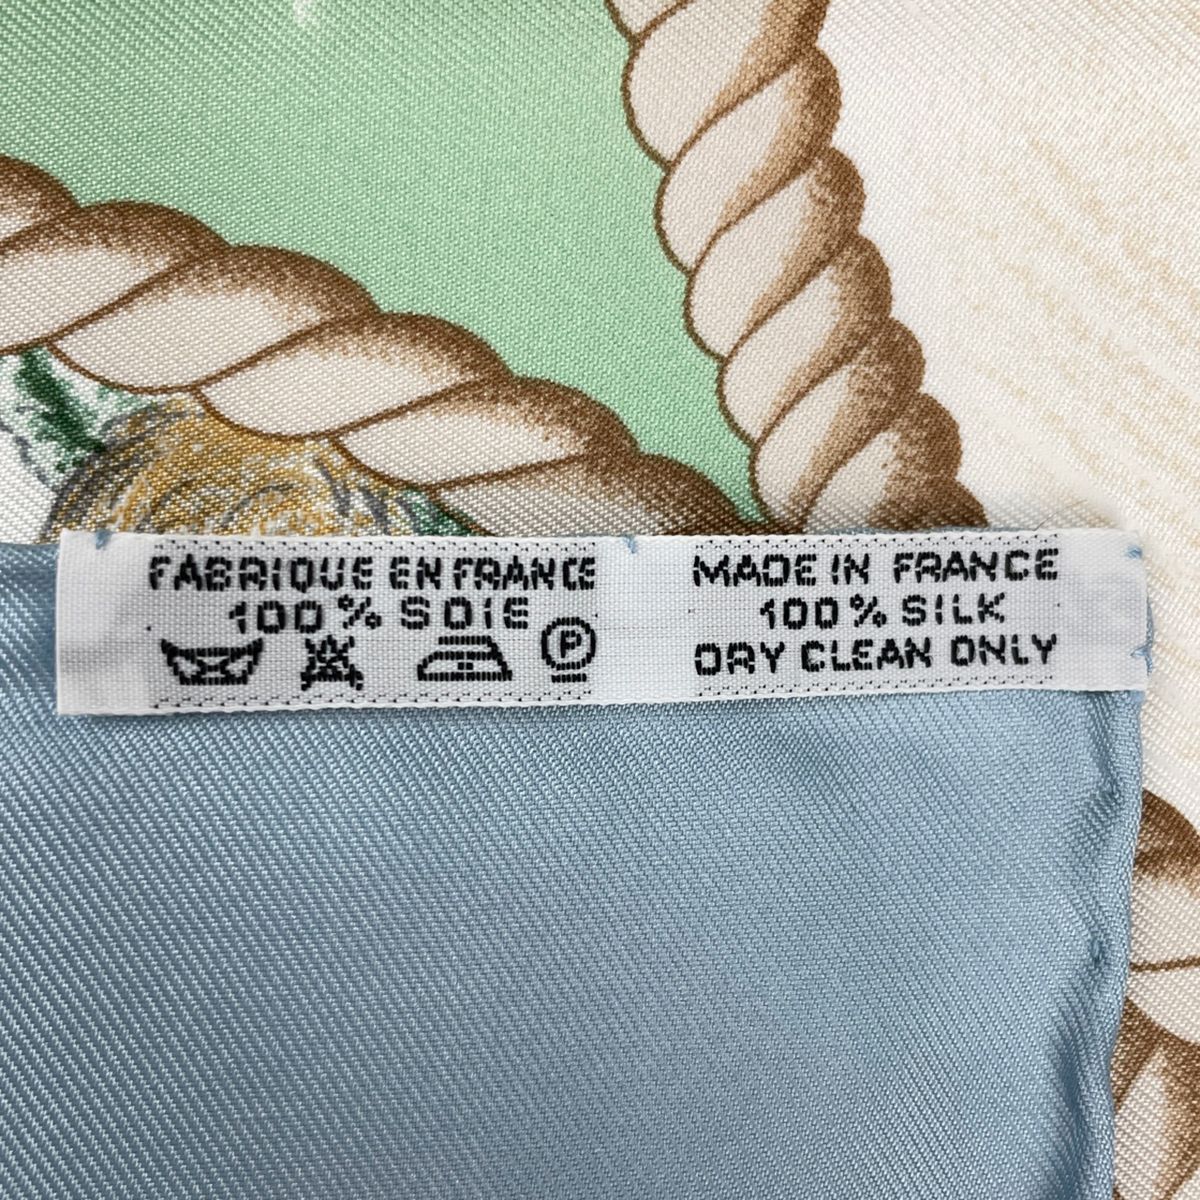 FABRIQUE EN FRANCE
100% SOIE
P
MADE IN FRANCE
100% SILK
DRY CLEAN ONLY